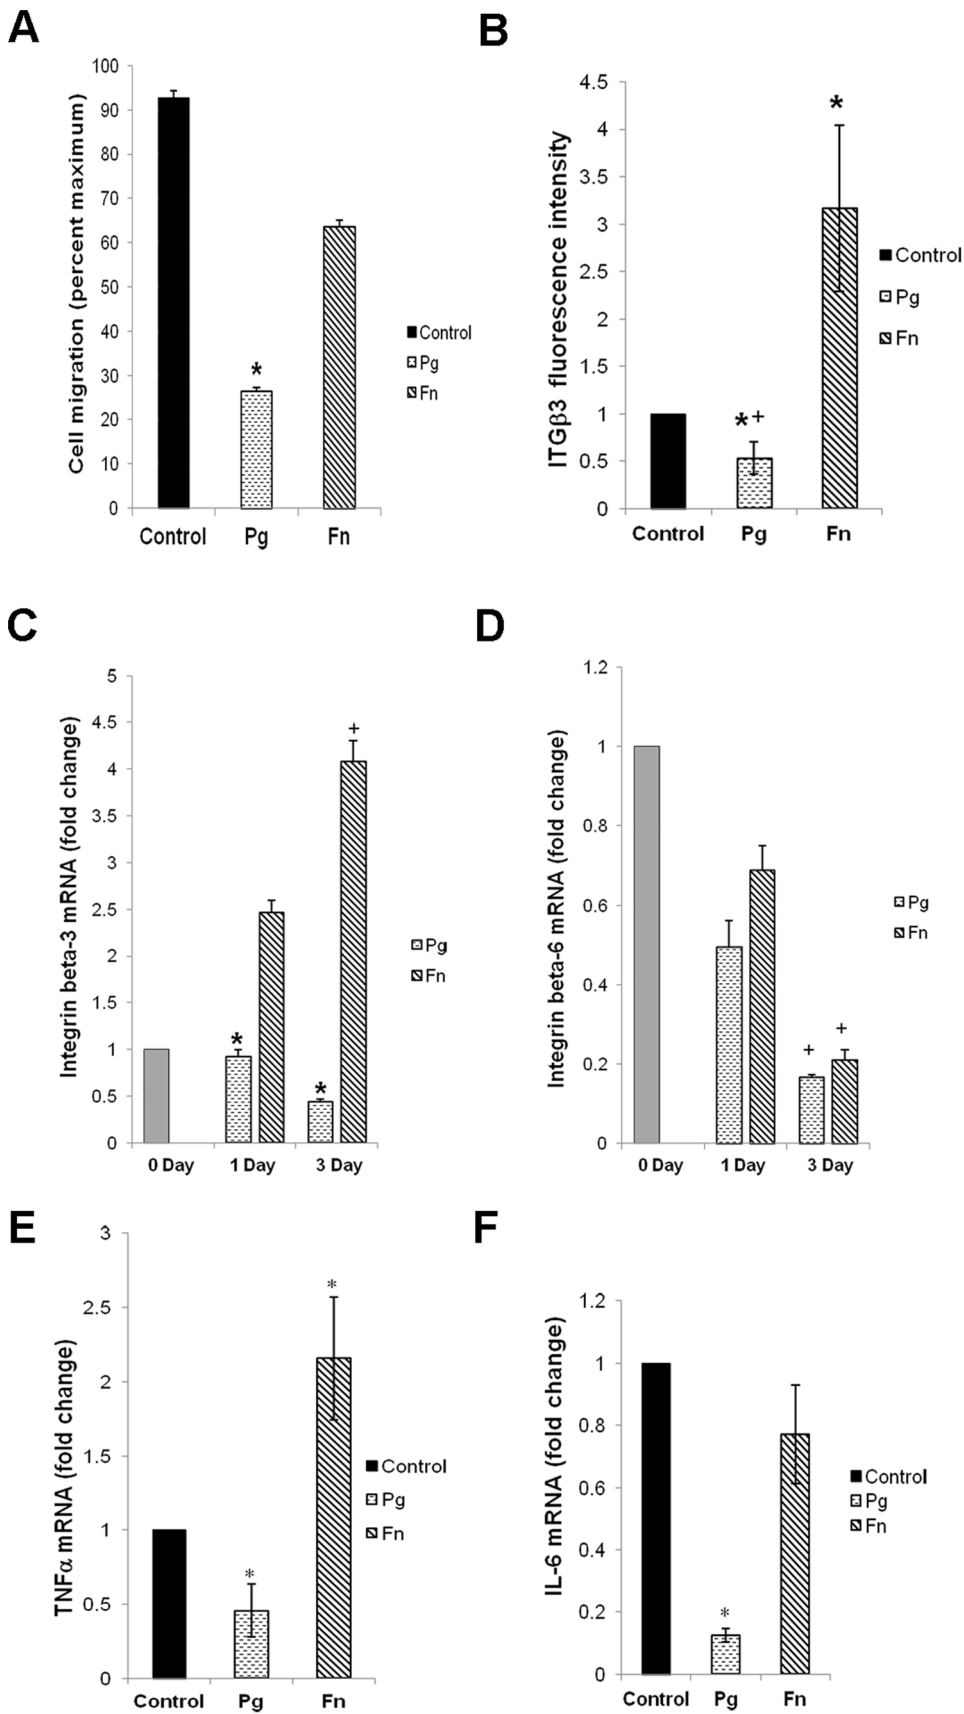 A
Cell migration (percent maximum)
100
90
80
70
60
50
40
30
20
10
0
*
Control
Pg
Fn
Control
Pg
Fn
B
ITGβ3 fluorescence intensity
4.5
4
3.5
3
2.5
2
1.5
1
0.5
0
*+
*
Control
Pg
Fn
Control
Pg
Fn
C
Integrin beta-3 mRNA (fold change)
5
4.5
4
3.5
3
2.5
2
1.5
1
0.5
0
*
*
+
0 Day
1 Day
3 Day
Pg
Fn
D
Integrin beta-6 mRNA (fold change)
1.2
1
0.8
0.6
0.4
0.2
0
+
+
0 Day
1 Day
3 Day
Pg
Fn
E
TNFα mRNA (fold change)
3
2.5
2
1.5
1
0.5
0
*
*
Control
Pg
Fn
Control
Pg
Fn
F
IL-6 mRNA (fold change)
1.2
1
0.8
0.6
0.4
0.2
0
*
Control
Pg
Fn
Control
Pg
Fn